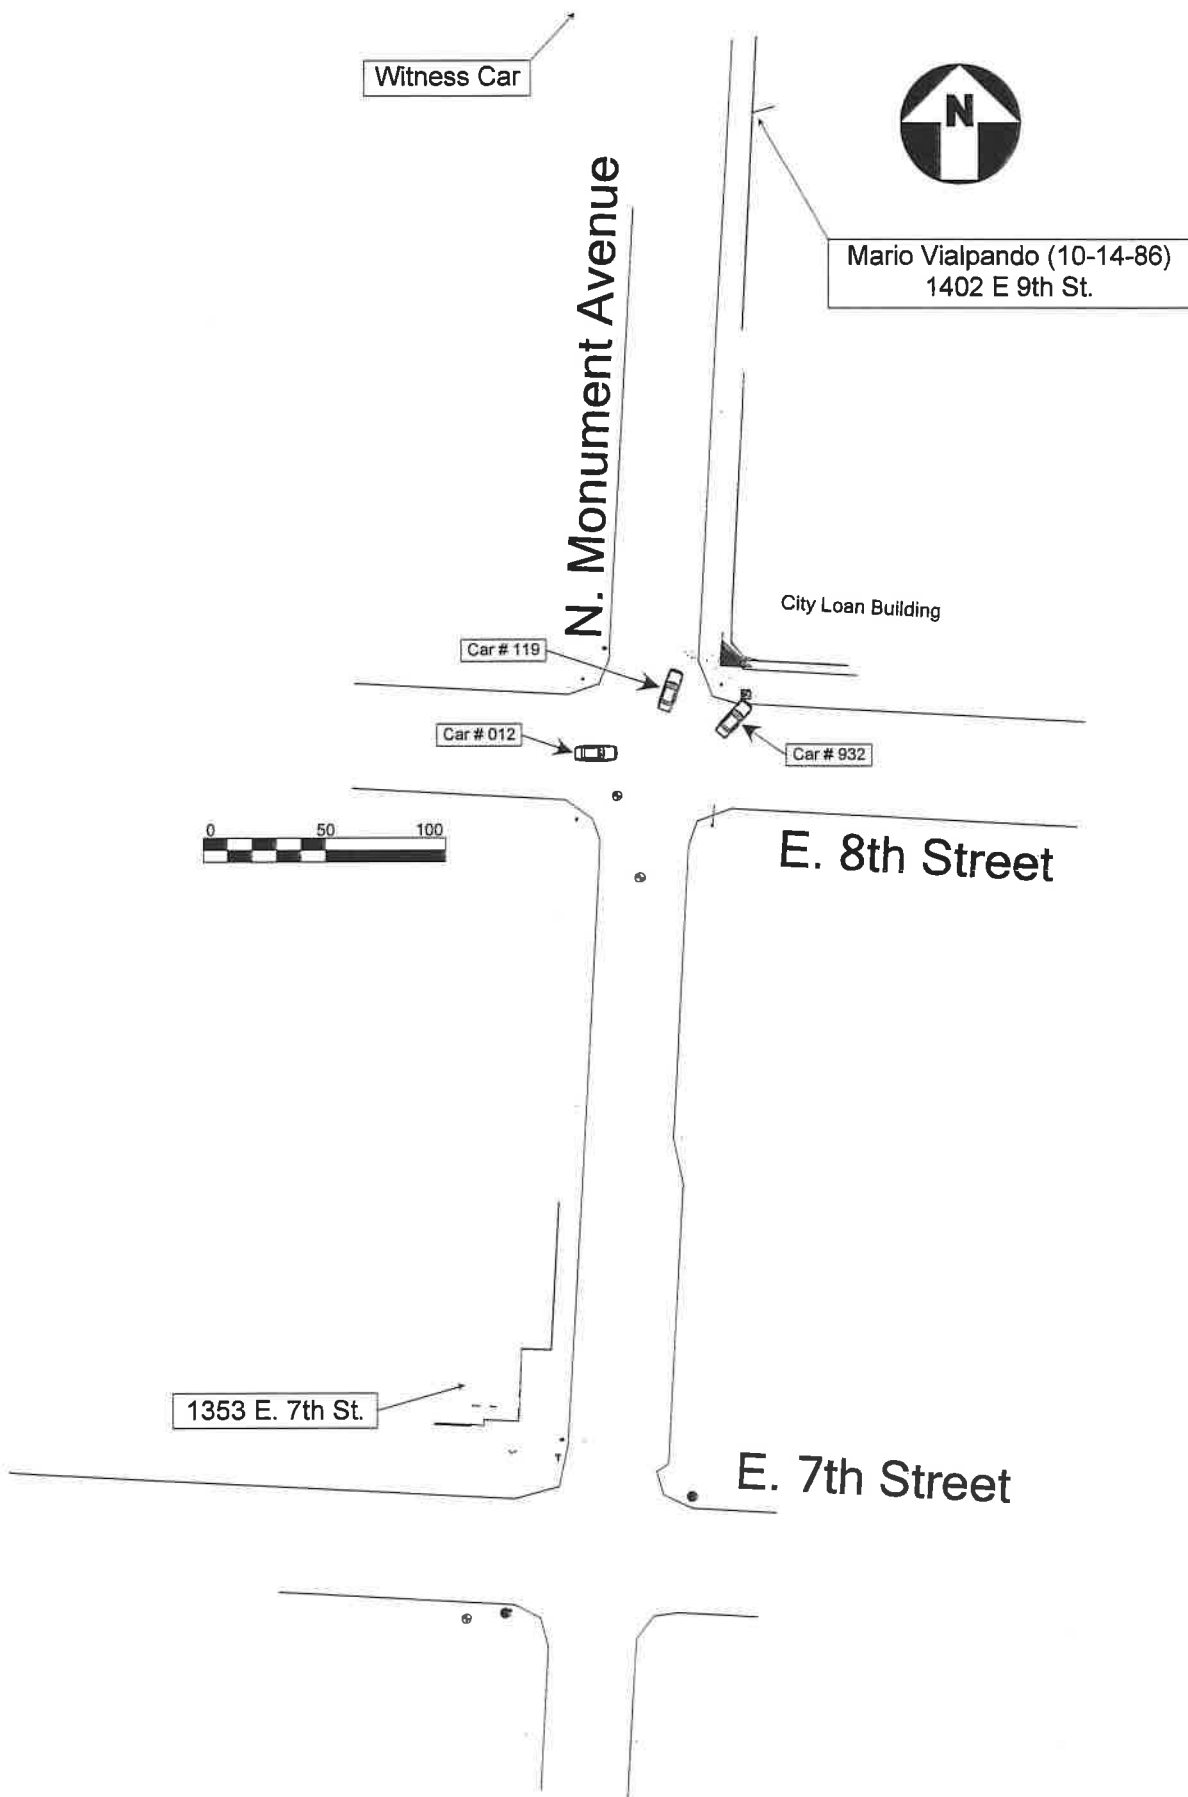 Witness Car
N
Mario Vialpando (10-14-86)
1402 E 9th St.
N. Monument Avenue
City Loan Building
Car # 119
Car # 012
Car # 932
0 50 100
E. 8th Street
1353 E. 7th St.
E. 7th Street